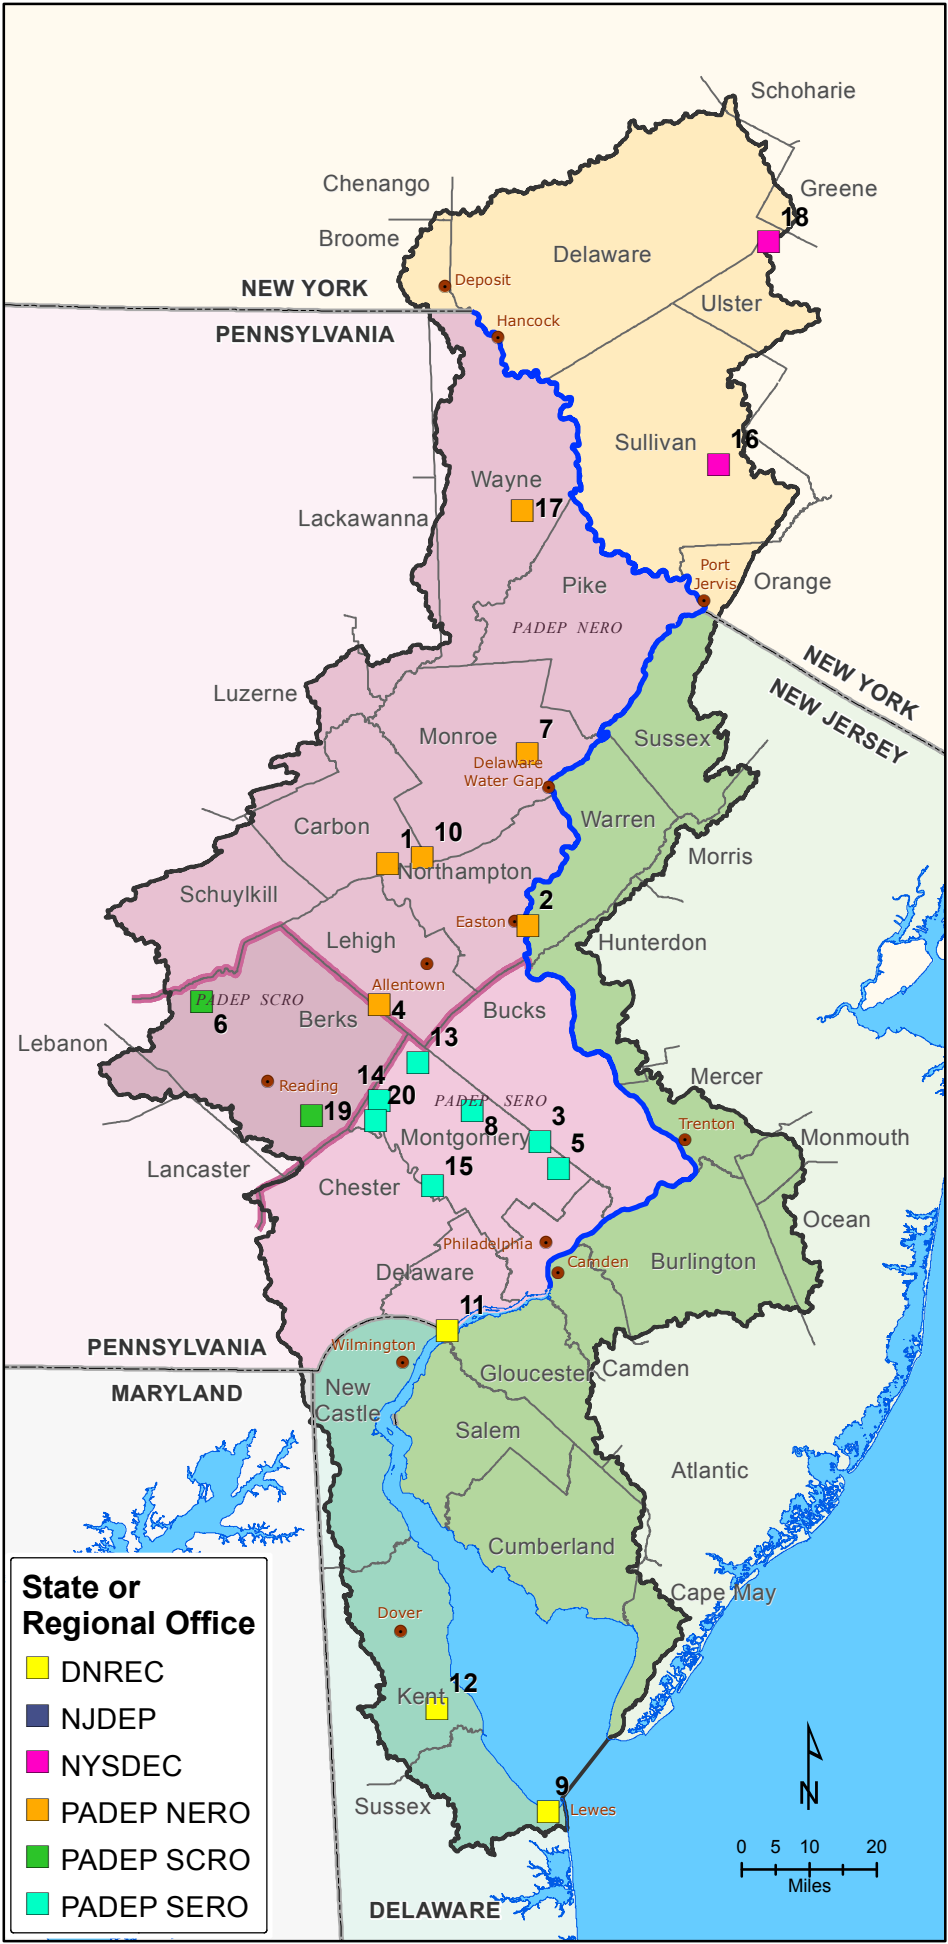 Schoharie
Chenango
Greene
18
Broome
Delaware
Deposit
NEW YORK
Ulster
Hancock
PENNSYLVANIA
16
Sullivan
Wayne
17
Lackawanna
Port
Jervis
Orange
Pike
PADEP NERO
NEW YORK
NEW JERSEY
Luzerne
7
Monroe
Sussex
Delaware
Water Gap
Warren
Carbon
1
10
Morris
Northampton
Schuylkill
2
Easton
Lehigh
Hunterdon
Allentown
PADEP SCRO
4
Bucks
6
Berks
13
Lebanon
14
Mercer
Reading
20
PADEP SERO
19
8
3
Trenton
Montgomery
5
Monmouth
Lancaster
15
Chester
Ocean
Philadelphia
Camden
Burlington
Delaware
11
PENNSYLVANIA
Wilmington
MARYLAND
Gloucester
Camden
New
Castle
Salem
Atlantic
Cumberland
Cape May
Dover
12
Kent
9
Sussex
Lewes
DELAWARE
State or
Regional Office
DNREC
NJDEP
NYSDEC
PADEP NERO
PADEP SCRO
PADEP SERO
N
0 5 10 20
Miles